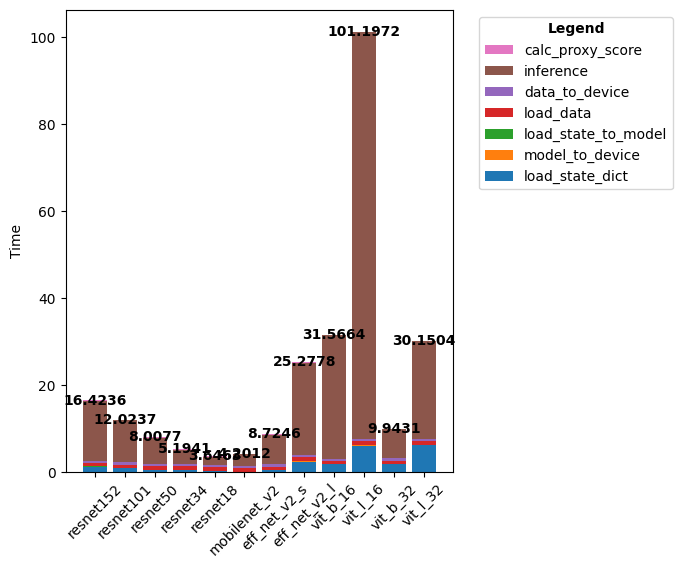 101.1972
100
80
60
40
20
0
Time
31.5664
30.1504
25.2778
16.4236
12.0237
8.0077
5.1941
4.2012
8.7246
9.9431
resnet152
resnet101
resnet50
resnet34
resnet18
mobilenet_v2
eff_net_v2_s
eff_net_v2_l
vit_b_16
vit_l_16
vit_b_32
vit_l_32
Legend
calc_proxy_score
inference
data_to_device
load_data
load_state_to_model
model_to_device
load_state_dict